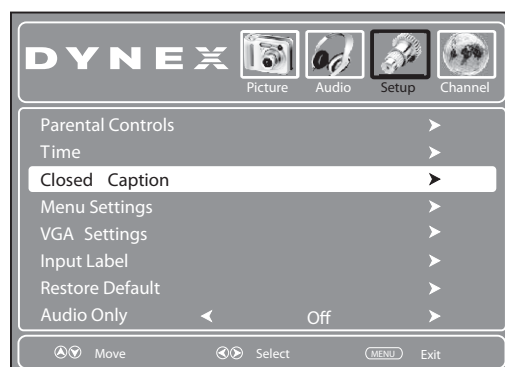 DYNEX
Picture Audio Setup Channel
Parental Controls
Time
Closed Caption
Menu Settings
VGA Settings
Input Label
Restore Default
Audio Only Off
Move Select MENU Exit